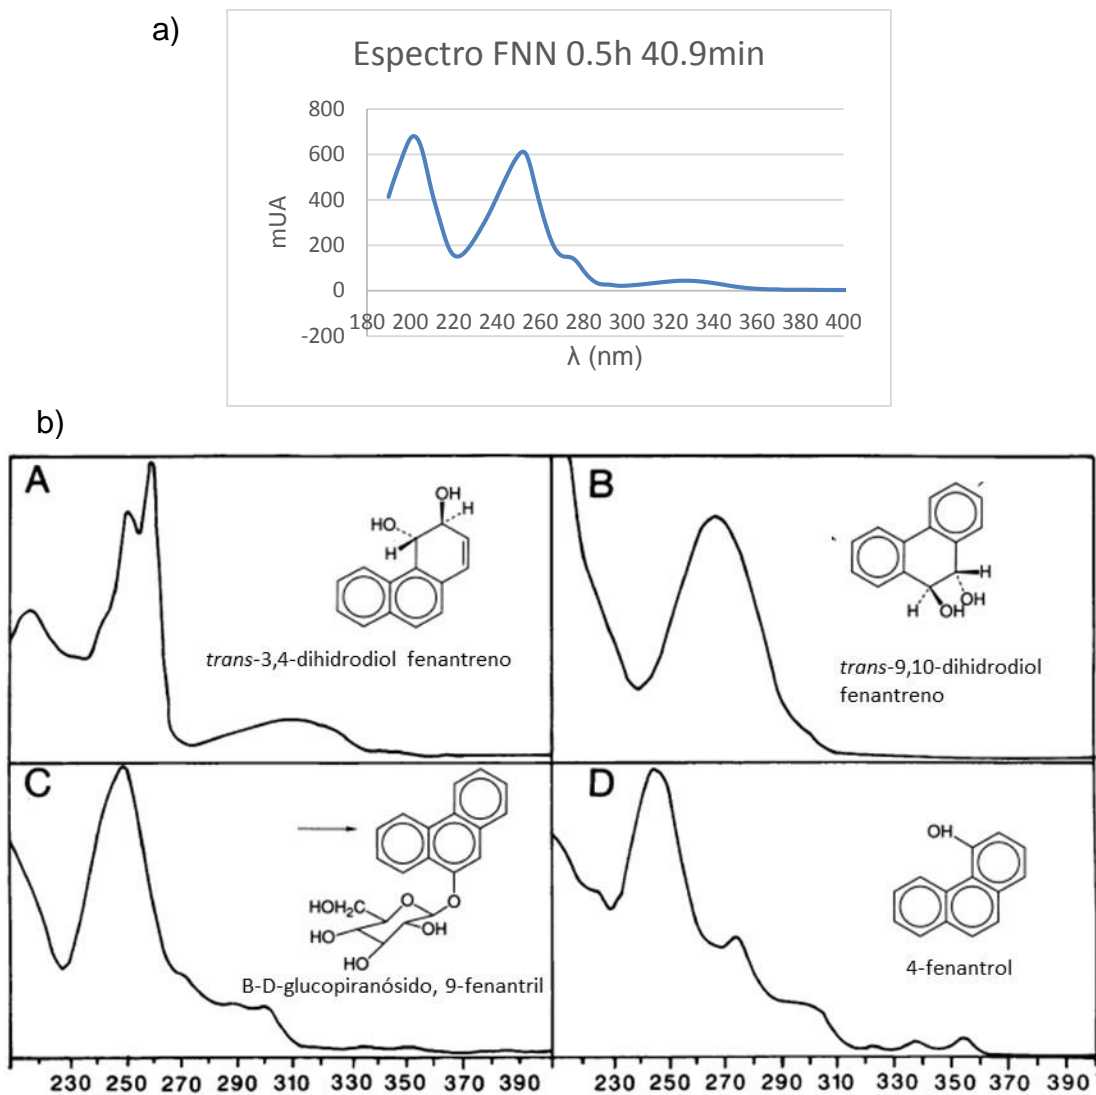 a)
Espectro FNN 0.5h 40.9min
800
600
400
200
0
-200
mUA
180 200 220 240 260 280 300 320 340 360 380 400
λ (nm)
b)
A
OH
HO
H
H
trans-3,4-dihidrodiol fenantreno
B
H
H
OH
OH
trans-9,10-dihidrodiol
fenantreno
C
O
HOH₂C
O
OH
HO
HO
B-D-glucopiranósido, 9-fenantril
D
OH
4-fenantrol
230 250 270 290 310 330 350 370 390
230 250 270 290 310 330 350 370 390